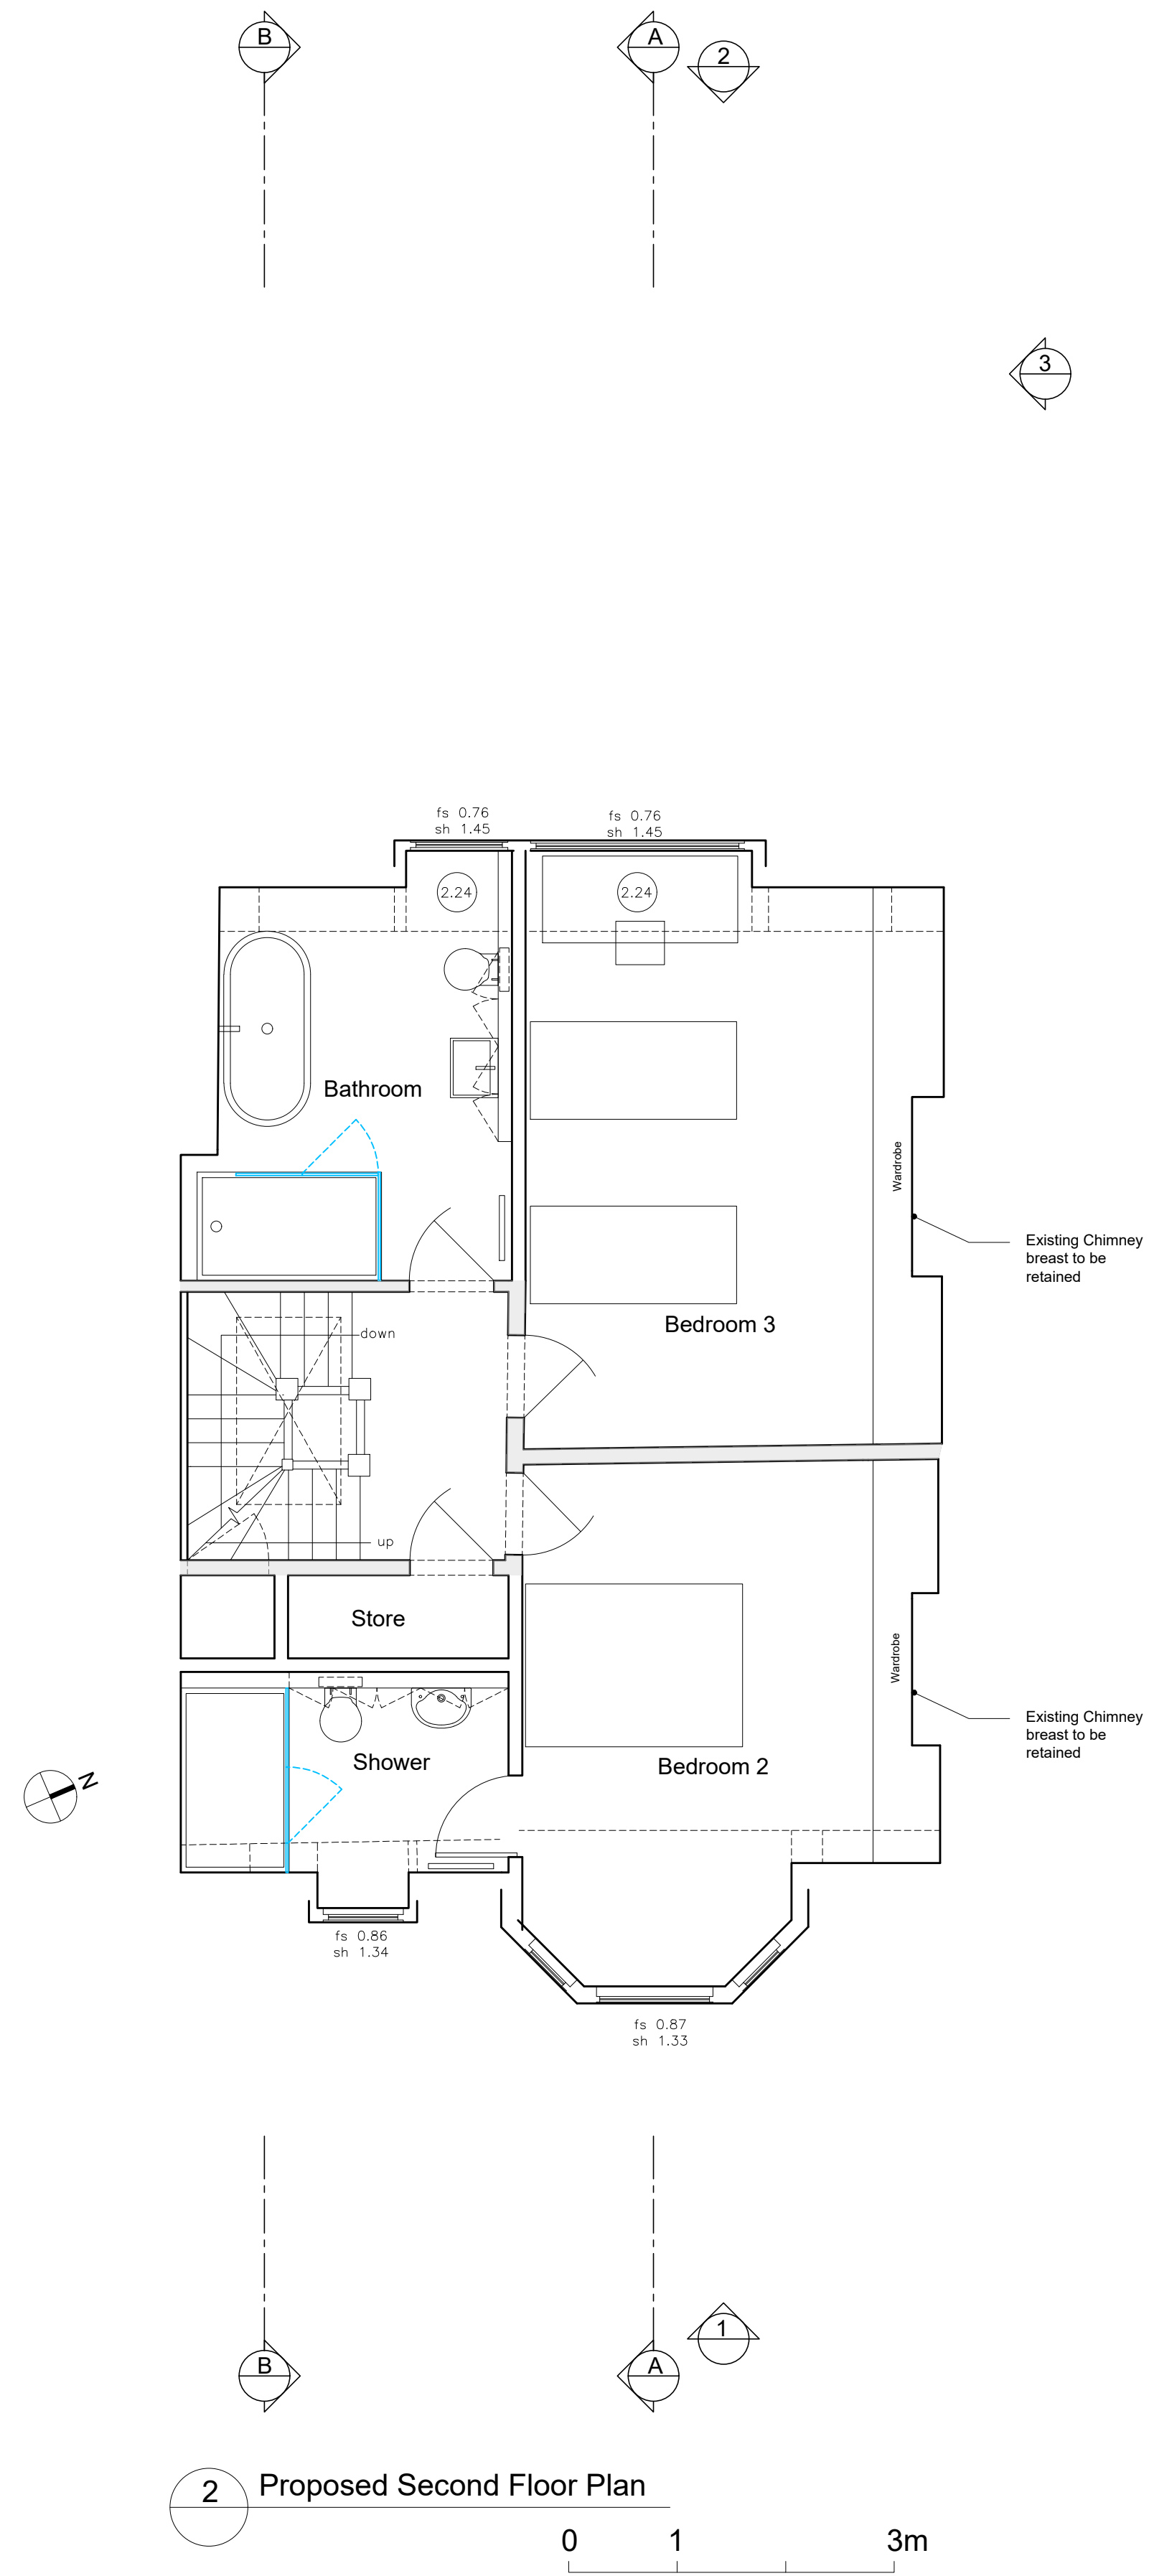 B
A
2
3
fs 0.76
sh 1.45
fs 0.76
sh 1.45
2.24
2.24
Bathroom
Wardrobe
Existing Chimney
breast to be
retained
Bedroom 3
down
up
Store
Wardrobe
Existing Chimney
breast to be
retained
Shower
Bedroom 2
N
fs 0.86
sh 1.34
fs 0.87
sh 1.33
1
B
A
2
Proposed Second Floor Plan
0 1 3m